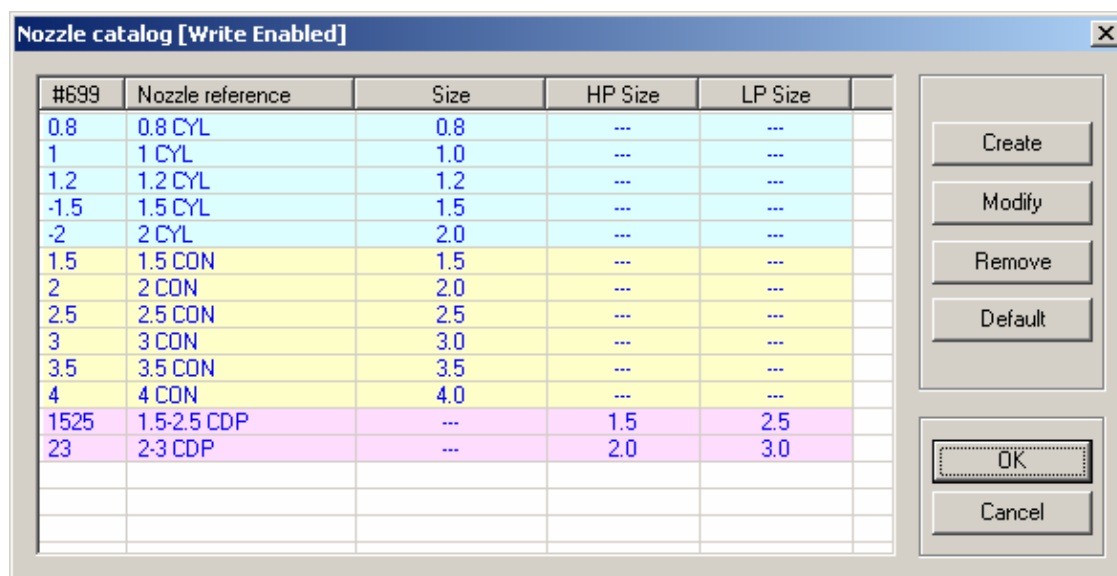 Nozzle catalog [Write Enabled]
#699 Nozzle reference Size HP Size LP Size
0.8 0.8 CYL 0.8 --- ---
1 1 CYL 1.0 --- ---
1.2 1.2 CYL 1.2 --- ---
-1.5 1.5 CYL 1.5 --- ---
-2 2 CYL 2.0 --- ---
1.5 1.5 CON 1.5 --- ---
2 2 CON 2.0 --- ---
2.5 2.5 CON 2.5 --- ---
3 3 CON 3.0 --- ---
3.5 3.5 CON 3.5 --- ---
4 4 CON 4.0 --- ---
1525 1.5-2.5 CDP --- 1.5 2.5
23 2-3 CDP --- 2.0 3.0
Create
Modify
Remove
Default
OK
Cancel